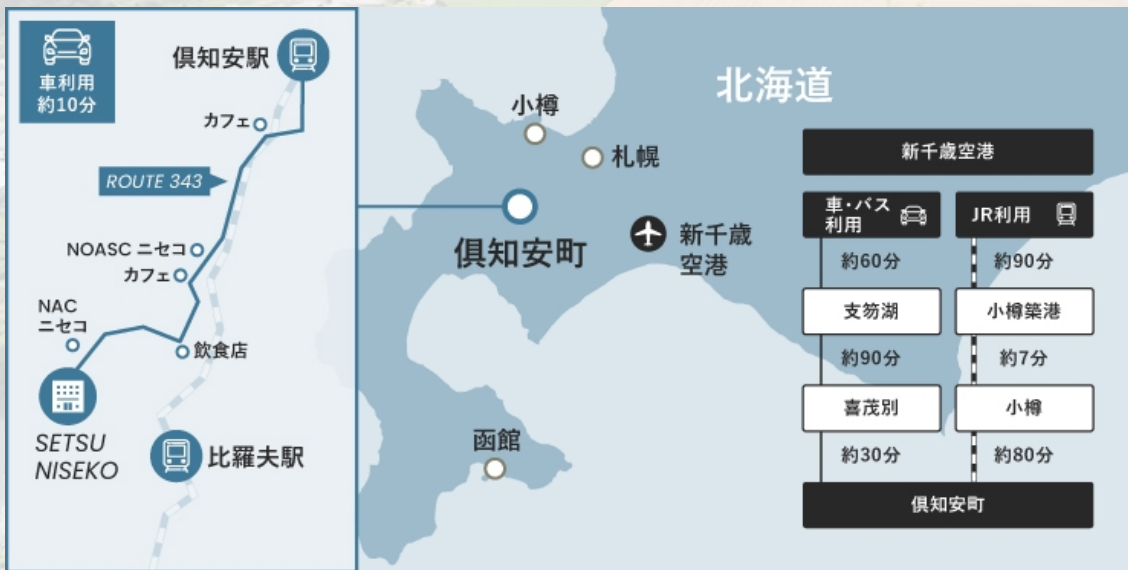 車利用
約10分
倶知安駅
カフェ
ROUTE 343
NOASC ニセコ
カフェ
NAC
ニセコ
飲食店
SETSU
NISEKO
比羅夫駅
北海道
小樽
札幌
倶知安町
新千歳
空港
函館
新千歳空港
車・バス
利用
約60分
支笏湖
約90分
喜茂別
約30分
JR利用
約90分
小樽築港
約7分
小樽
約80分
倶知安町